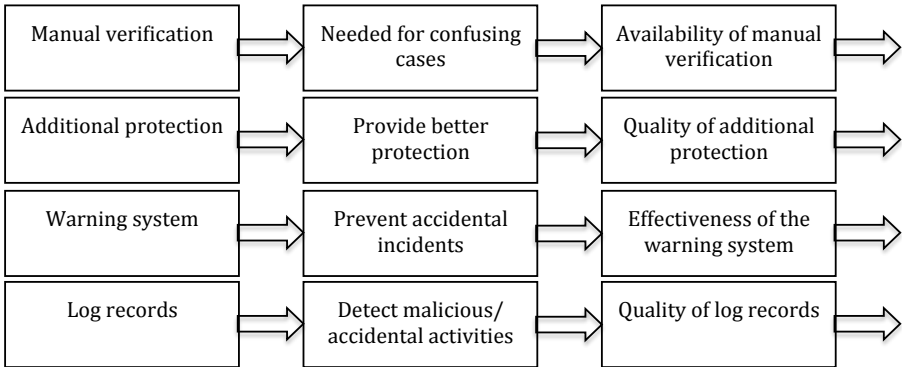 Manual verification
Needed for confusing
cases
Availability of manual
verification
Additional protection
Provide better
protection
Quality of additional
protection
Warning system
Prevent accidental
incidents
Effectiveness of the
warning system
Log records
Detect malicious/
accidental activities
Quality of log records